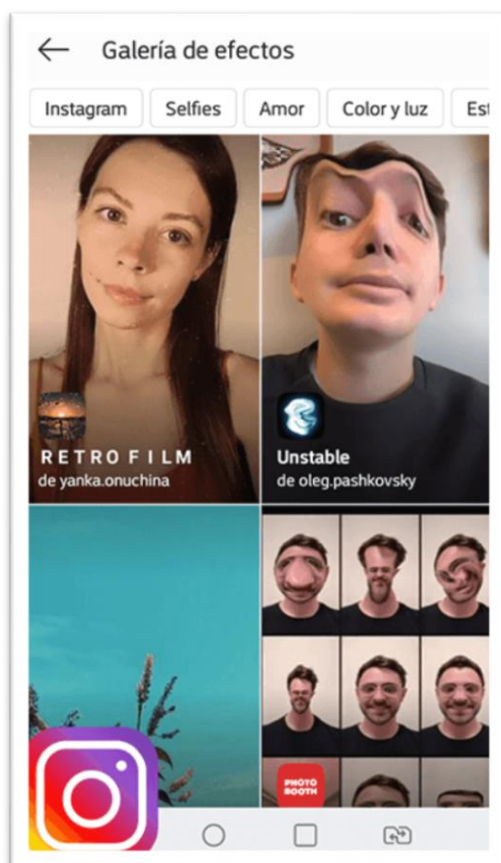 Galería de efectos
Instagram
Selfies
Amor
Color y luz
Est
RETRO FILM
de yanka.onuchina
Unstable
de oleg.pashkovsky
PHOTO
BOOTH